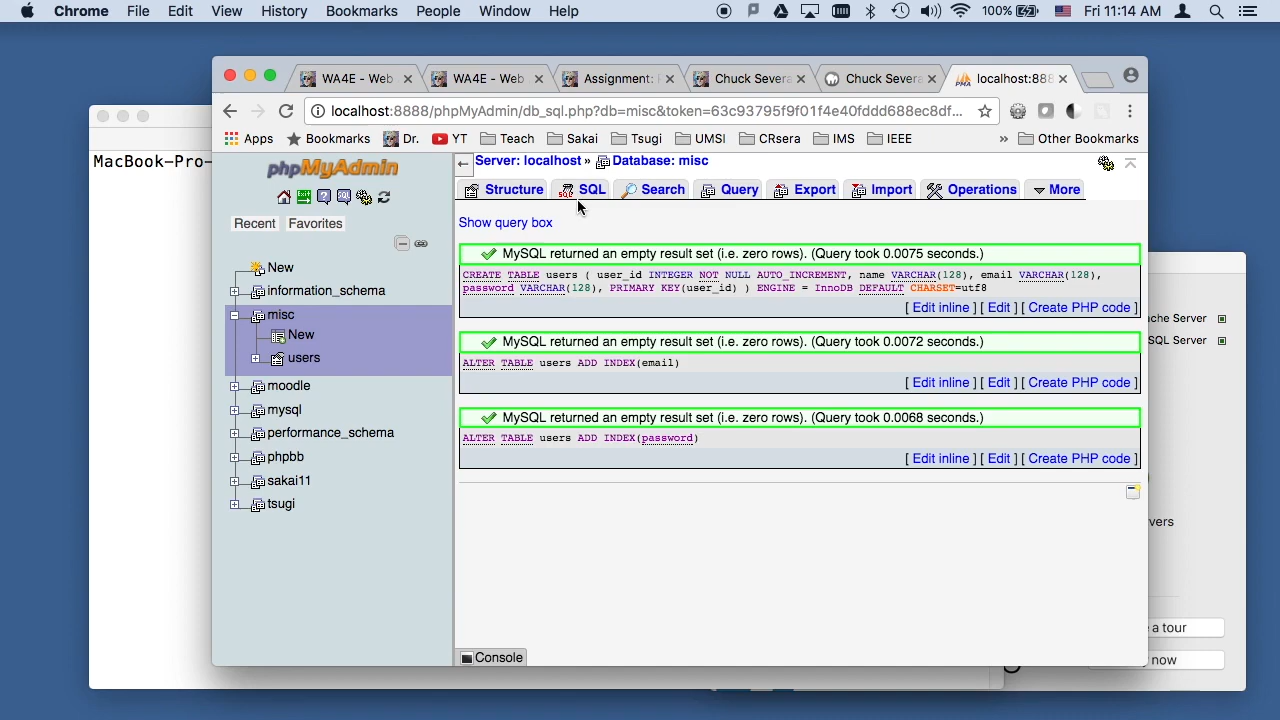 Chrome File Edit View History Bookmarks People Window Help 100% Fri 11:14 AM
WA4E - Web WA4E - Web Assignment: Chuck Severa Chuck Severa localhost:888
localhost:8888/phpMyAdmin/db_sql.php?db=misc&token=63c93795f9f01f4e40fddd688ec8df...
Apps Bookmarks Dr. YT Teach Sakai Tsugi UMSI CRsera IMS IEEE » Other Bookmarks
MacBook-Pro-
phpMyAdmin
Recent Favorites
New
information_schema
misc
New
users
moodle
mysql
performance_schema
phpbb
sakai11
tsugi
Server: localhost » Database: misc
Structure SQL Search Query Export Import Operations More
Show query box
MySQL returned an empty result set (i.e. zero rows). (Query took 0.0075 seconds.)
CREATE TABLE users ( user_id INTEGER NOT NULL AUTO_INCREMENT, name VARCHAR(128), email VARCHAR(128),
password VARCHAR(128), PRIMARY KEY(user_id) ) ENGINE = InnoDB DEFAULT CHARSET=utf8
[ Edit inline ] [ Edit ] [ Create PHP code ]
MySQL returned an empty result set (i.e. zero rows). (Query took 0.0072 seconds.)
ALTER TABLE users ADD INDEX(email)
[ Edit inline ] [ Edit ] [ Create PHP code ]
MySQL returned an empty result set (i.e. zero rows). (Query took 0.0068 seconds.)
ALTER TABLE users ADD INDEX(password)
[ Edit inline ] [ Edit ] [ Create PHP code ]
Console
che Server
SQL Server
vers
a tour
now